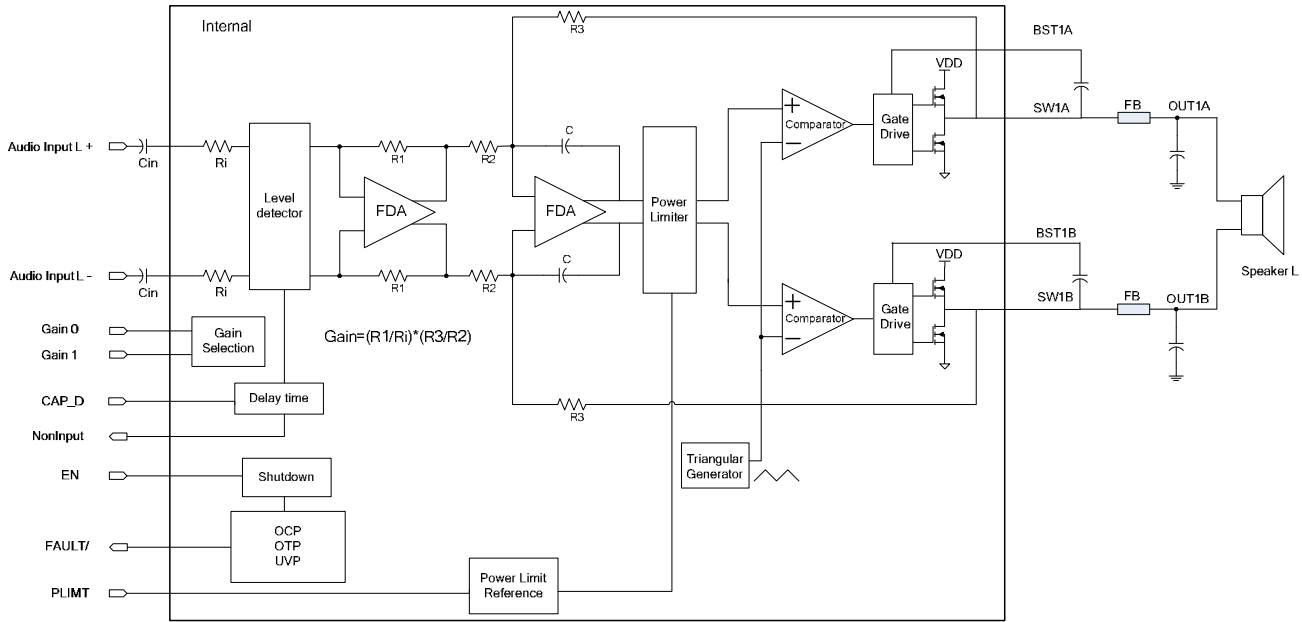 Internal
R3
BST1A
VDD
SW1A
FB
OUT1A
Comparator
Gate
Drive
Audio Input L +
Cin
Ri
Level
detector
R1
R2
C
FDA
FDA
Power
Limiter
Audio Input L -
Cin
Ri
R1
R2
C
BST1B
VDD
SW1B
FB
OUT1B
Speaker L
Comparator
Gate
Drive
Gain 0
Gain 1
Gain
Selection
Gain=(R1/Ri)*(R3/R2)
CAP_D
Delay time
NonInput
R3
Triangular
Generator
EN
Shutdown
FAULT/
OCP
OTP
UVP
PLIMT
Power Limit
Reference